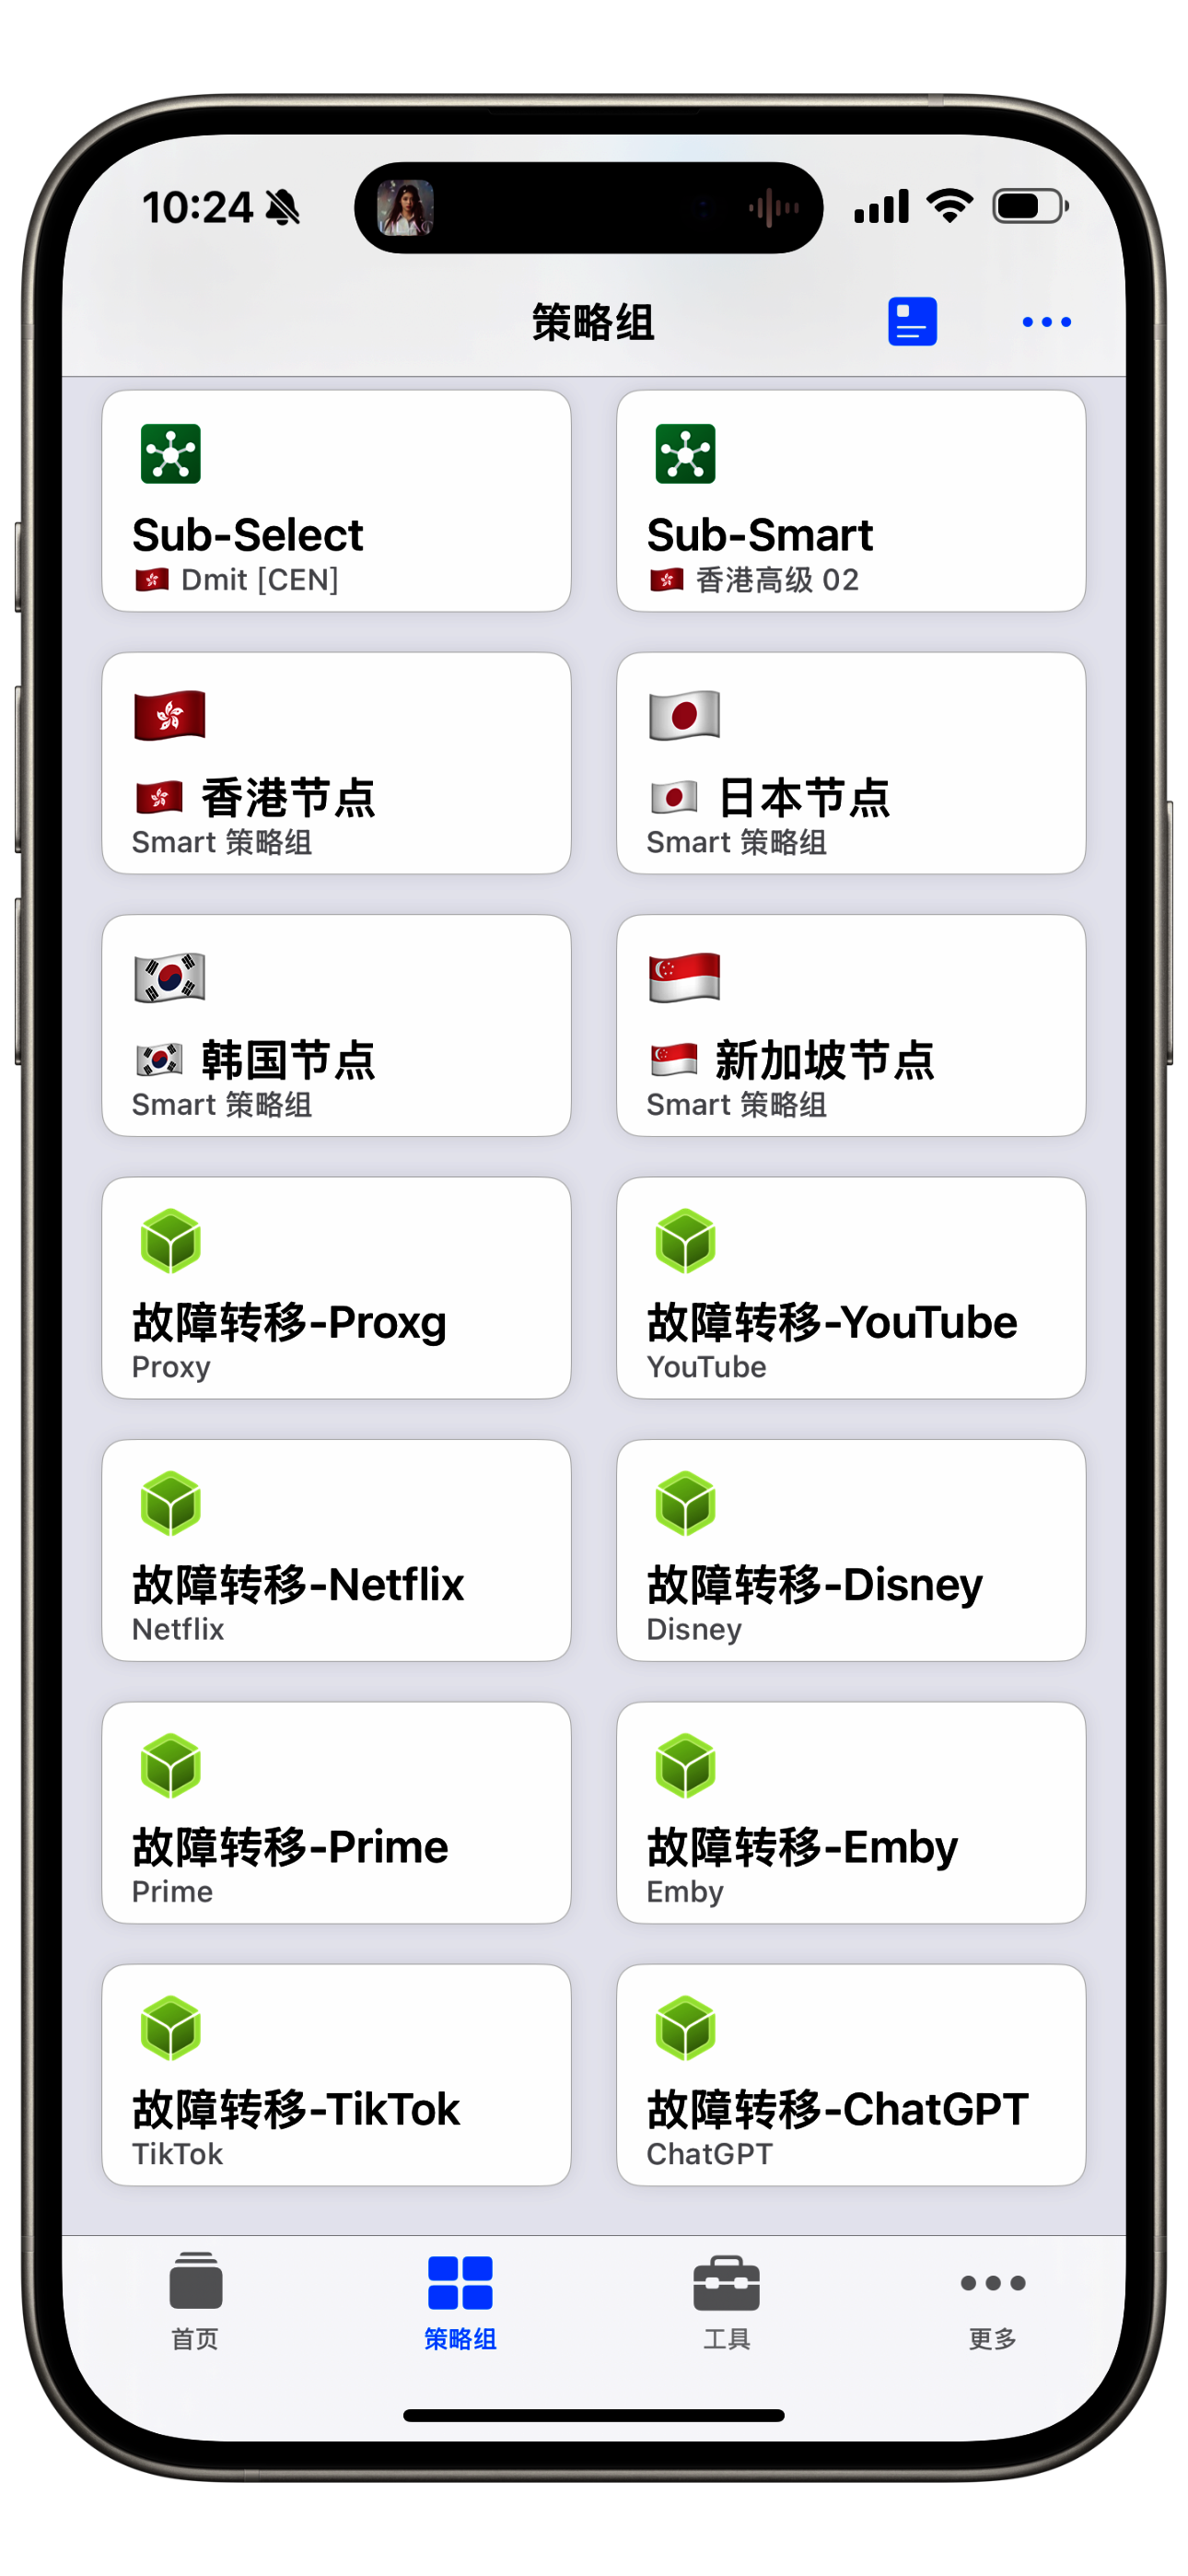 10:24
策略组
Sub-Select
Dmit [CEN]
Sub-Smart
香港高级 02
香港节点
Smart 策略组
日本节点
Smart 策略组
韩国节点
Smart 策略组
新加坡节点
Smart 策略组
故障转移-Proxg
Proxy
故障转移-YouTube
YouTube
故障转移-Netflix
Netflix
故障转移-Disney
Disney
故障转移-Prime
Prime
故障转移-Emby
Emby
故障转移-TikTok
TikTok
故障转移-ChatGPT
ChatGPT
首页
策略组
工具
更多